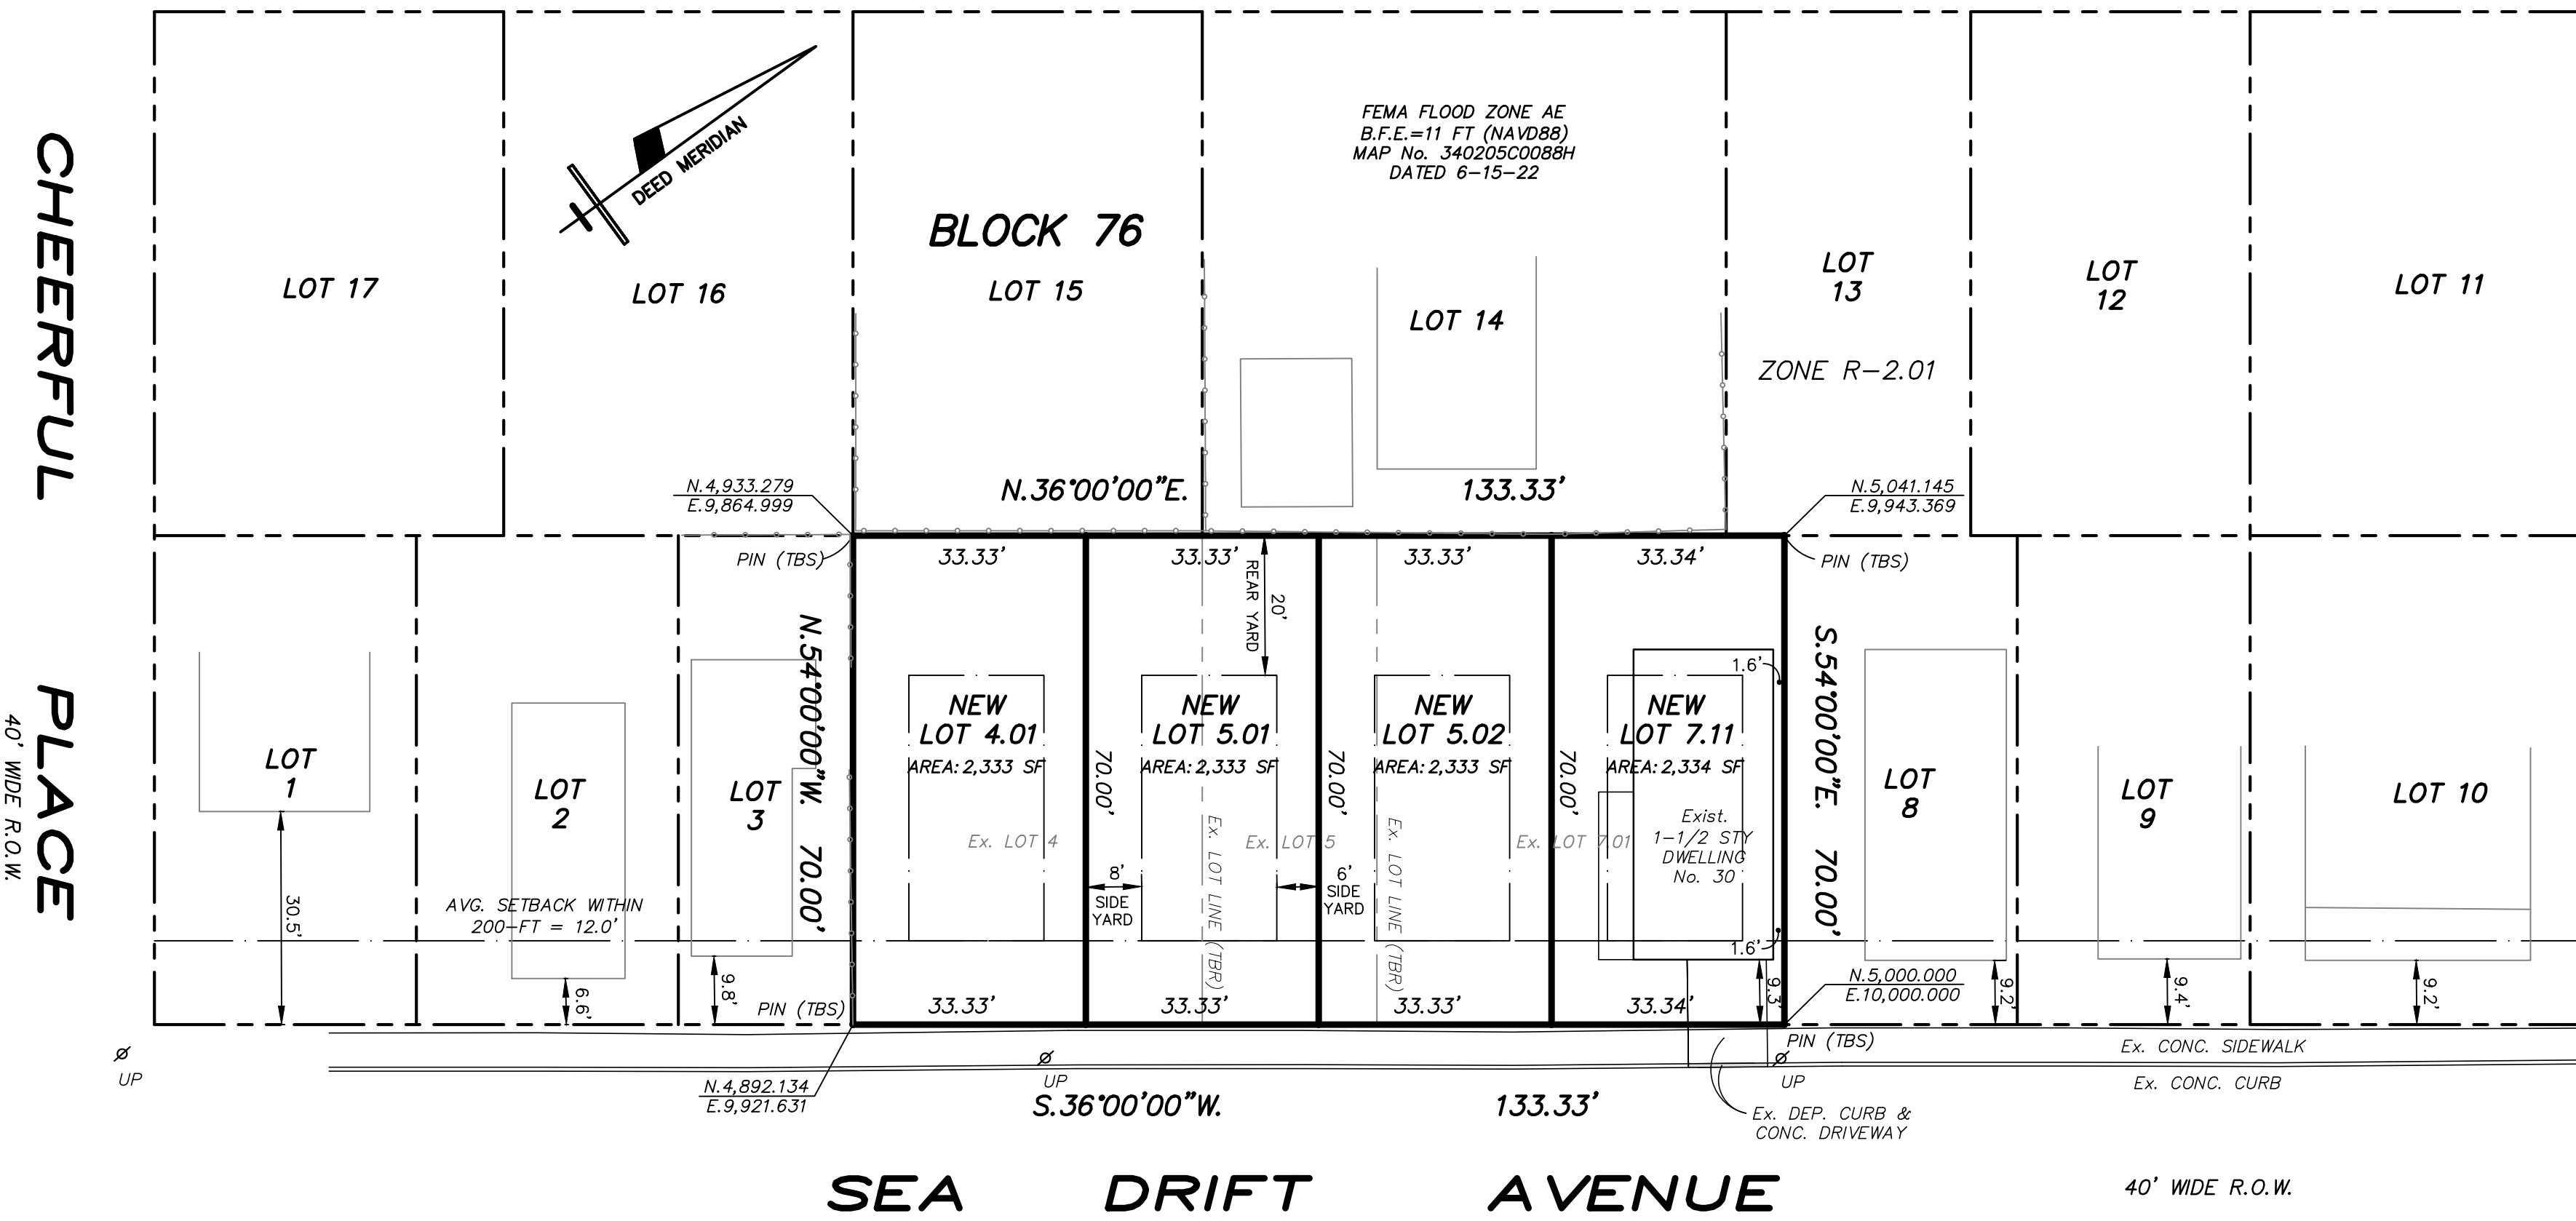 CHEERFUL
PLACE
40' WIDE R.O.W.
DEED MERIDIAN
FEMA FLOOD ZONE AE
B.F.E.=11 FT (NAVD88)
MAP No. 340205C0088H
DATED 6-15-22
BLOCK 76
LOT 17
LOT 16
LOT 15
LOT 14
LOT
13
LOT
12
LOT 11
ZONE R-2.01
N.4,933.279
E.9,864.999
N.36°00'00"E.
133.33'
N.5,041.145
E.9,943.369
PIN (TBS)
33.33'
33.33'
33.33'
33.34'
PIN (TBS)
20'
REAR YARD
N.54°00'00"W. 70.00'
S.54°00'00"E. 70.00'
1.6'
NEW
LOT 4.01
AREA: 2,333 SF
NEW
LOT 5.01
AREA: 2,333 SF
NEW
LOT 5.02
AREA: 2,333 SF
NEW
LOT 7.11
AREA: 2,334 SF
70.00'
70.00'
70.00'
LOT
1
LOT
2
LOT
3
LOT
8
LOT
9
LOT 10
Ex. LOT 4
Ex. LOT 5
Ex. LOT 7.01
Ex. LOT LINE (TBR)
Ex. LOT LINE (TBR)
Exist.
1-1/2 STY
DWELLING
No. 30
8'
SIDE
YARD
6'
SIDE
YARD
AVG. SETBACK WITHIN
200-FT = 12.0'
30.5'
6.6'
9.8'
1.6'
9.3'
9.2'
9.4'
9.2'
N.5,000.000
E.10,000.000
PIN (TBS)
33.33'
33.33'
33.33'
33.34'
PIN (TBS)
Ex. CONC. SIDEWALK
UP
UP
UP
Ex. CONC. CURB
N.4,892.134
E.9,921.631
S.36°00'00"W.
133.33'
Ex. DEP. CURB &
CONC. DRIVEWAY
SEA DRIFT AVENUE
40' WIDE R.O.W.